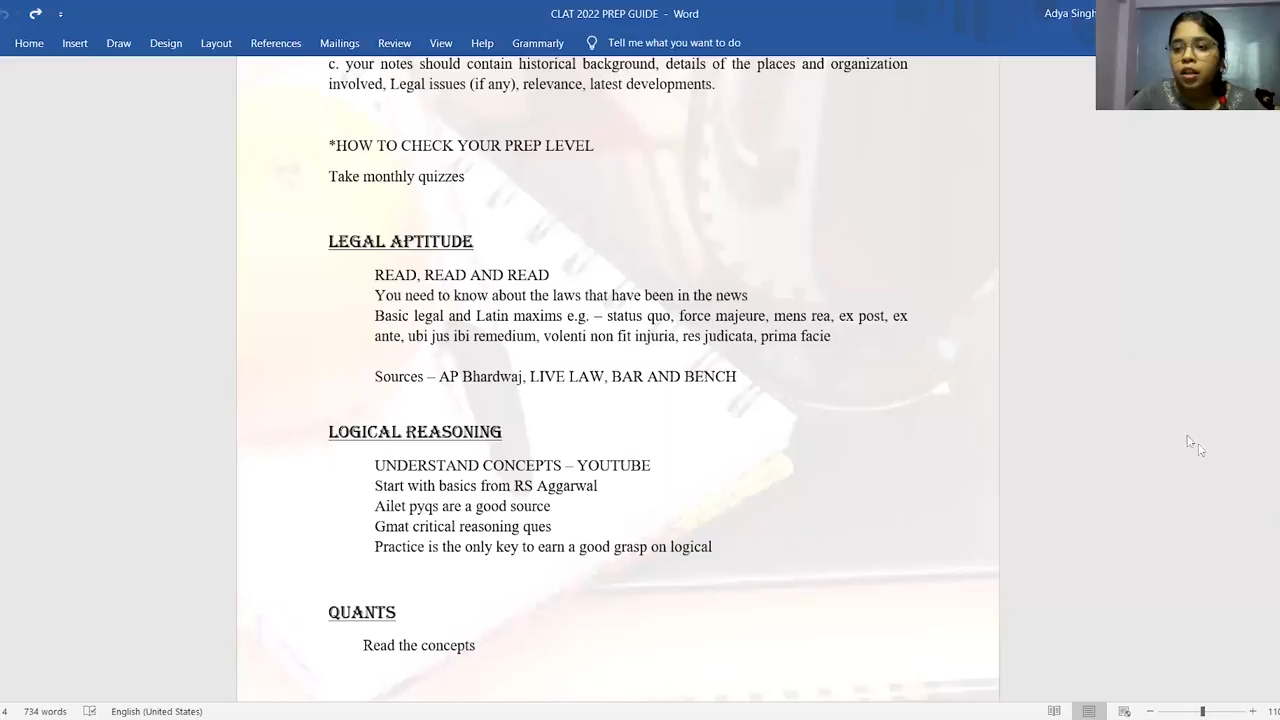 CLAT 2022 PREP GUIDE - Word
Adya Singh
Home Insert Draw Design Layout References Mailings Review View Help Grammarly Tell me what you want to do
c. your notes should contain historical background, details of the places and organization
involved, Legal issues (if any), relevance, latest developments.
*HOW TO CHECK YOUR PREP LEVEL
Take monthly quizzes
LEGAL APTITUDE
READ, READ AND READ
You need to know about the laws that have been in the news
Basic legal and Latin maxims e.g. – status quo, force majeure, mens rea, ex post, ex
ante, ubi jus ibi remedium, volenti non fit injuria, res judicata, prima facie
Sources – AP Bhardwaj, LIVE LAW, BAR AND BENCH
LOGICAL REASONING
UNDERSTAND CONCEPTS – YOUTUBE
Start with basics from RS Aggarwal
Ailet pyqs are a good source
Gmat critical reasoning ques
Practice is the only key to earn a good grasp on logical
QUANTS
Read the concepts
4 734 words English (United States) 110